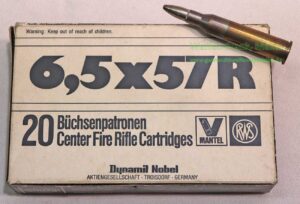 Warning: Keep out of reach of children.
6,5x57R
20 Büchsenpatronen
Center Fire Rifle Cartridges
V
MANTEL
RWS
Dynamit Nobel
AKTIENGESELLSCHAFT - TROISDORF - GERMANY